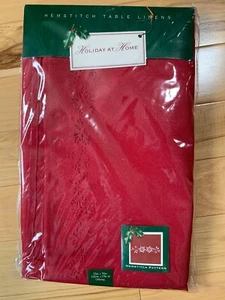 HEMSTITCH TABLE LINENS
HOLIDAY AT HOME
HEMSTITCH PATTERN